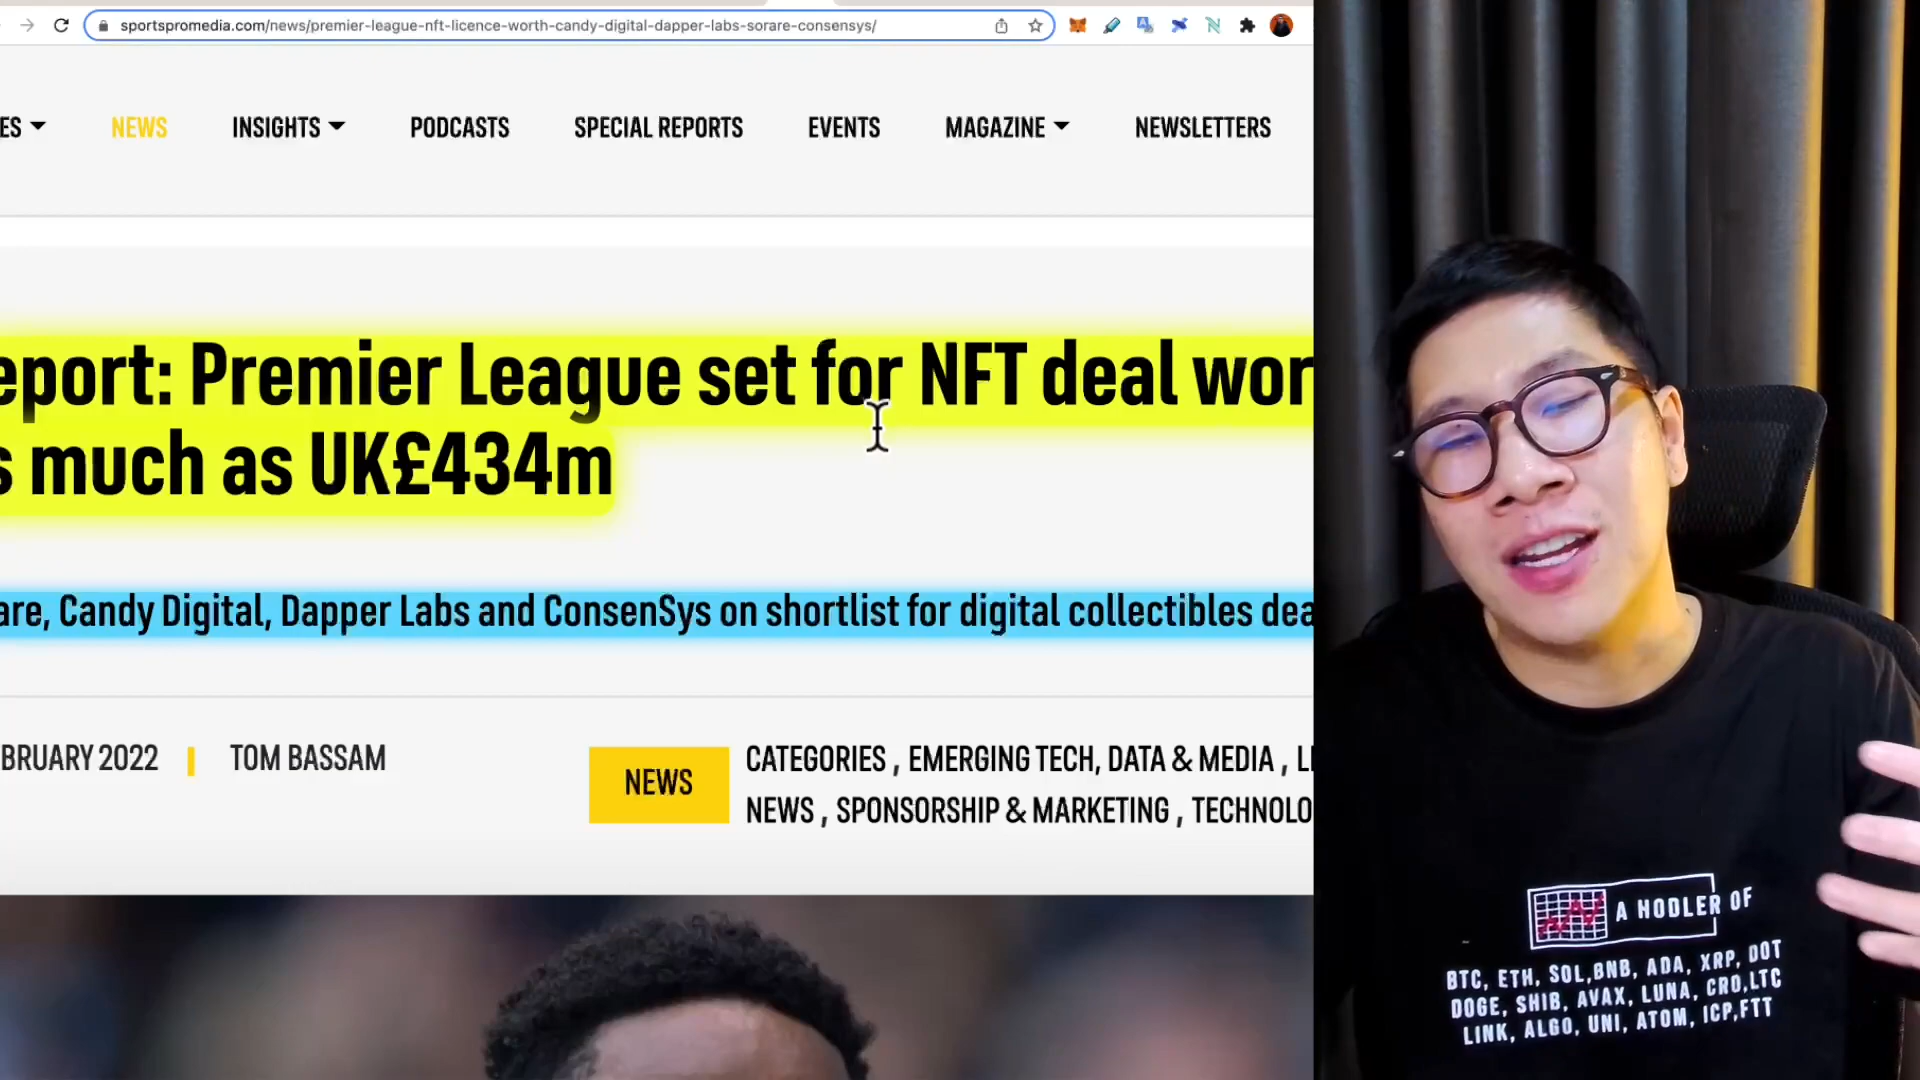 sportspromedia.com/news/premier-league-nft-licence-worth-candy-digital-dapper-labs-sorare-consensys/
ES
NEWS
INSIGHTS
PODCASTS
SPECIAL REPORTS
EVENTS
MAGAZINE
NEWSLETTERS
eport: Premier League set for NFT deal wor
s much as UK£434m
are, Candy Digital, Dapper Labs and ConsenSys on shortlist for digital collectibles dea
BRUARY 2022
TOM BASSAM
NEWS
CATEGORIES , EMERGING TECH, DATA & MEDIA , LI
NEWS , SPONSORSHIP & MARKETING , TECHNOLO
A HODLER OF
BTC, ETH, SOL,BNB, ADA, XRP, DOT
DOGE, SHIB, AVAX, LUNA, CRO,LTC
LINK, ALGO, UNI, ATOM, ICP,FTT